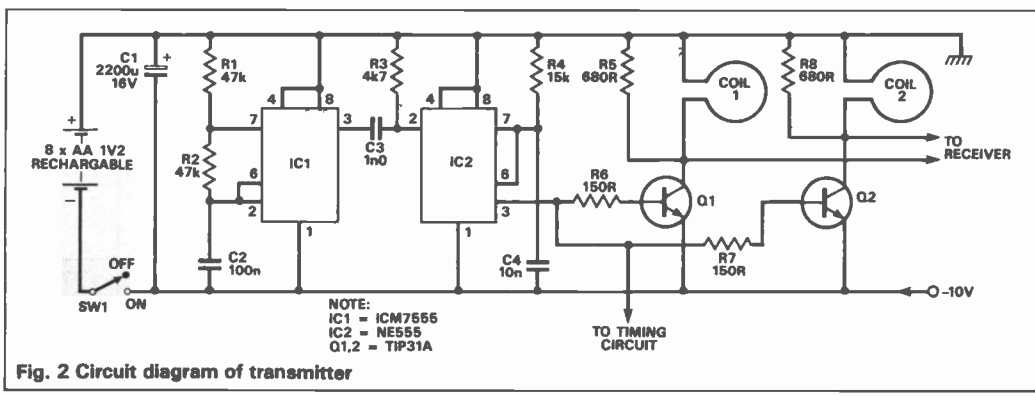 C1
2200u
16V
+
R1
47k
R2
47k
C2
100n
4
8
7
3
IC1
6
2
1
R3
4k7
C3
1n0
4
8
2
7
IC2
6
3
1
R4
15k
C4
10n
R5
680R
R6
150R
COIL
1
Q1
R8
680R
COIL
2
Q2
R7
150R
TO
RECEIVER
+
8 x AA 1V2
RECHARGABLE
-
OFF
SW1
ON
NOTE:
IC1 = ICM7555
IC2 = NE555
Q1,2 = TIP31A
TO TIMING
CIRCUIT
-10V
Fig. 2 Circuit diagram of transmitter